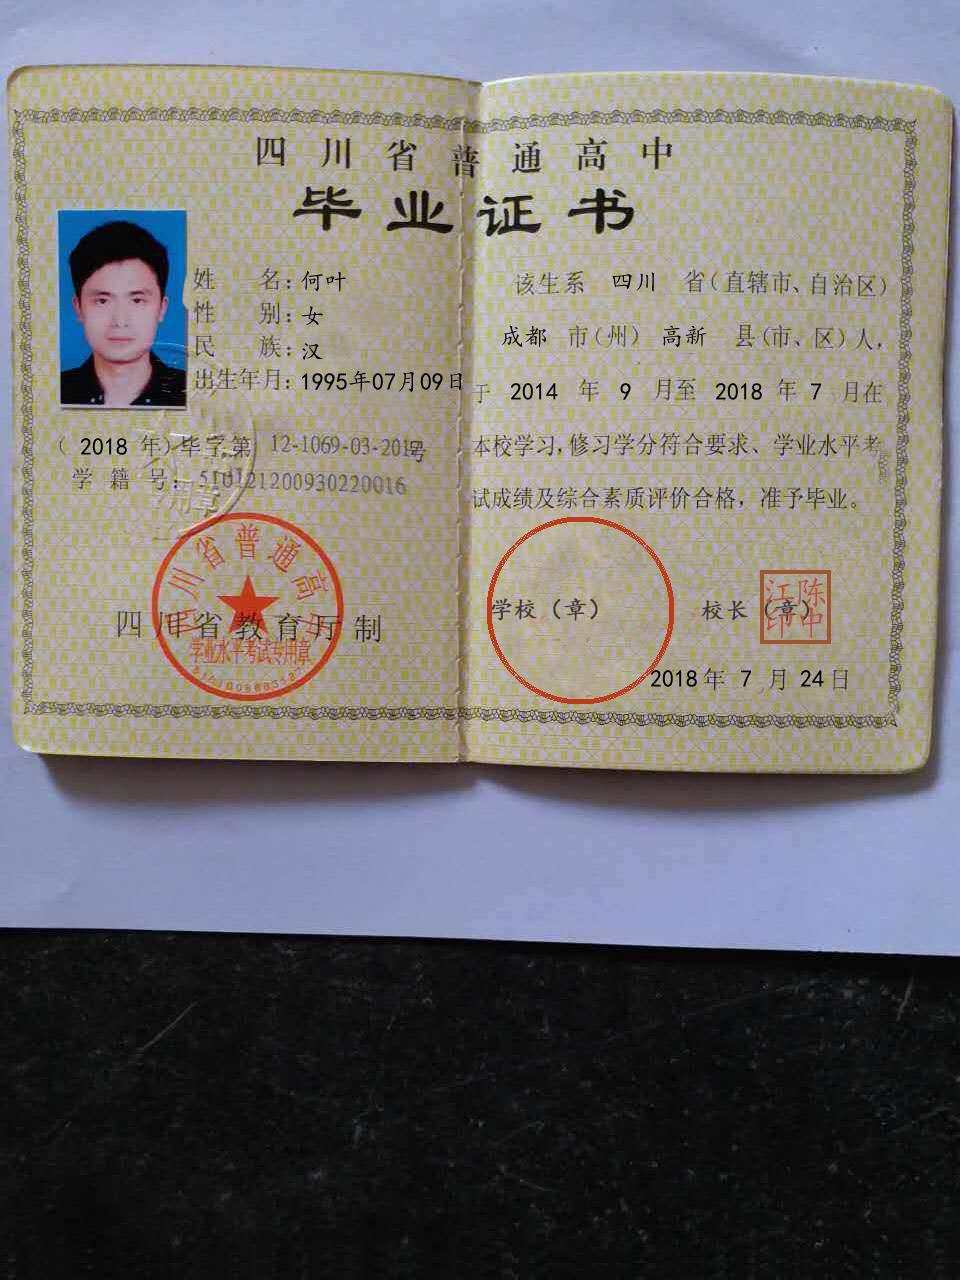 四川省普通高中
毕业证书
姓 名：何叶
性 别：女
民 族：汉
出生年月：1995年07月09日
（2018 年）毕字第 12-1069-03-201 号
学 籍 号：510121200930220016
四川省普通高
学业水平考试专用章
四川省教育厅制
该生系 四川 省（直辖市、自治区）
成都 市（州） 高新 县（市、区）人，
于 2014 年 9 月至 2018 年 7 月在
本校学习，修习学分符合要求、学业水平考
试成绩及综合素质评价合格，准予毕业。
学校（章） 校长（章）
陈中江印
2018年 7 月 24日